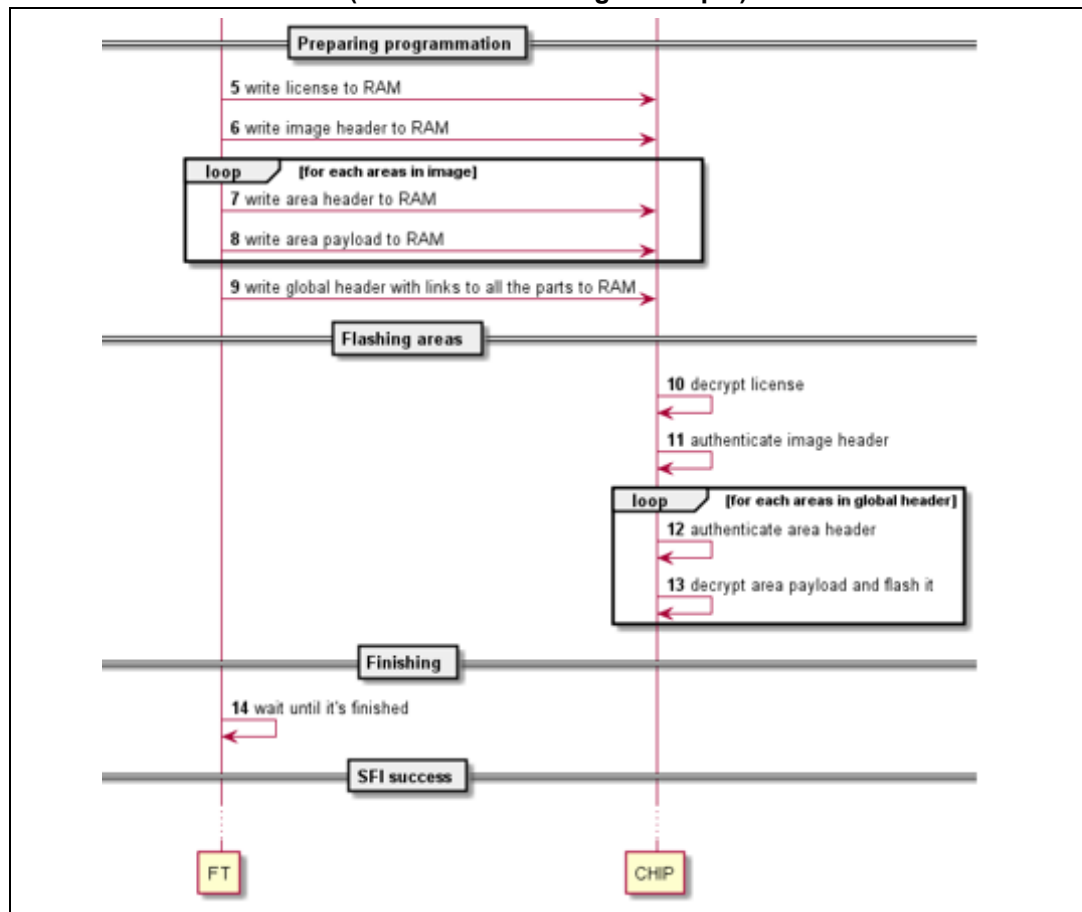 Preparing programmation
5 write license to RAM
6 write image header to RAM
loop [for each areas in image]
7 write area header to RAM
8 write area payload to RAM
9 write global header with links to all the parts to RAM
Flashing areas
10 decrypt license
11 authenticate image header
loop [for each areas in global header]
12 authenticate area header
13 decrypt area payload and flash it
Finishing
14 wait until it's finished
SFI success
FT CHIP